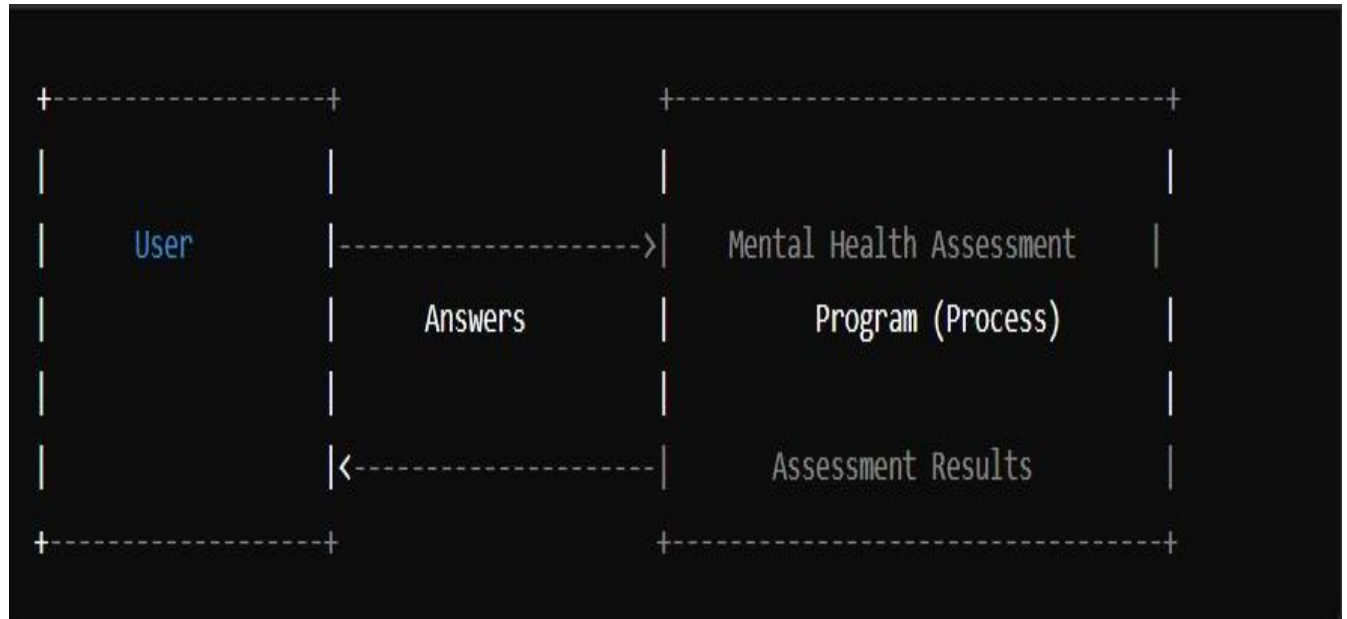 User
Mental Health Assessment
Answers
Program (Process)
Assessment Results